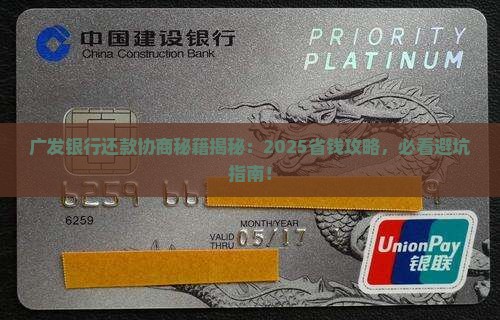 中国建设银行
China Construction Bank
PRIORITY
PLATINUM
广发银行还款协商秘籍揭秘：2025省钱攻略，必看避坑
指南！
6259 66 9
6259
MONTH/YEAR
VALID
THRU 05/17
UnionPay
银联